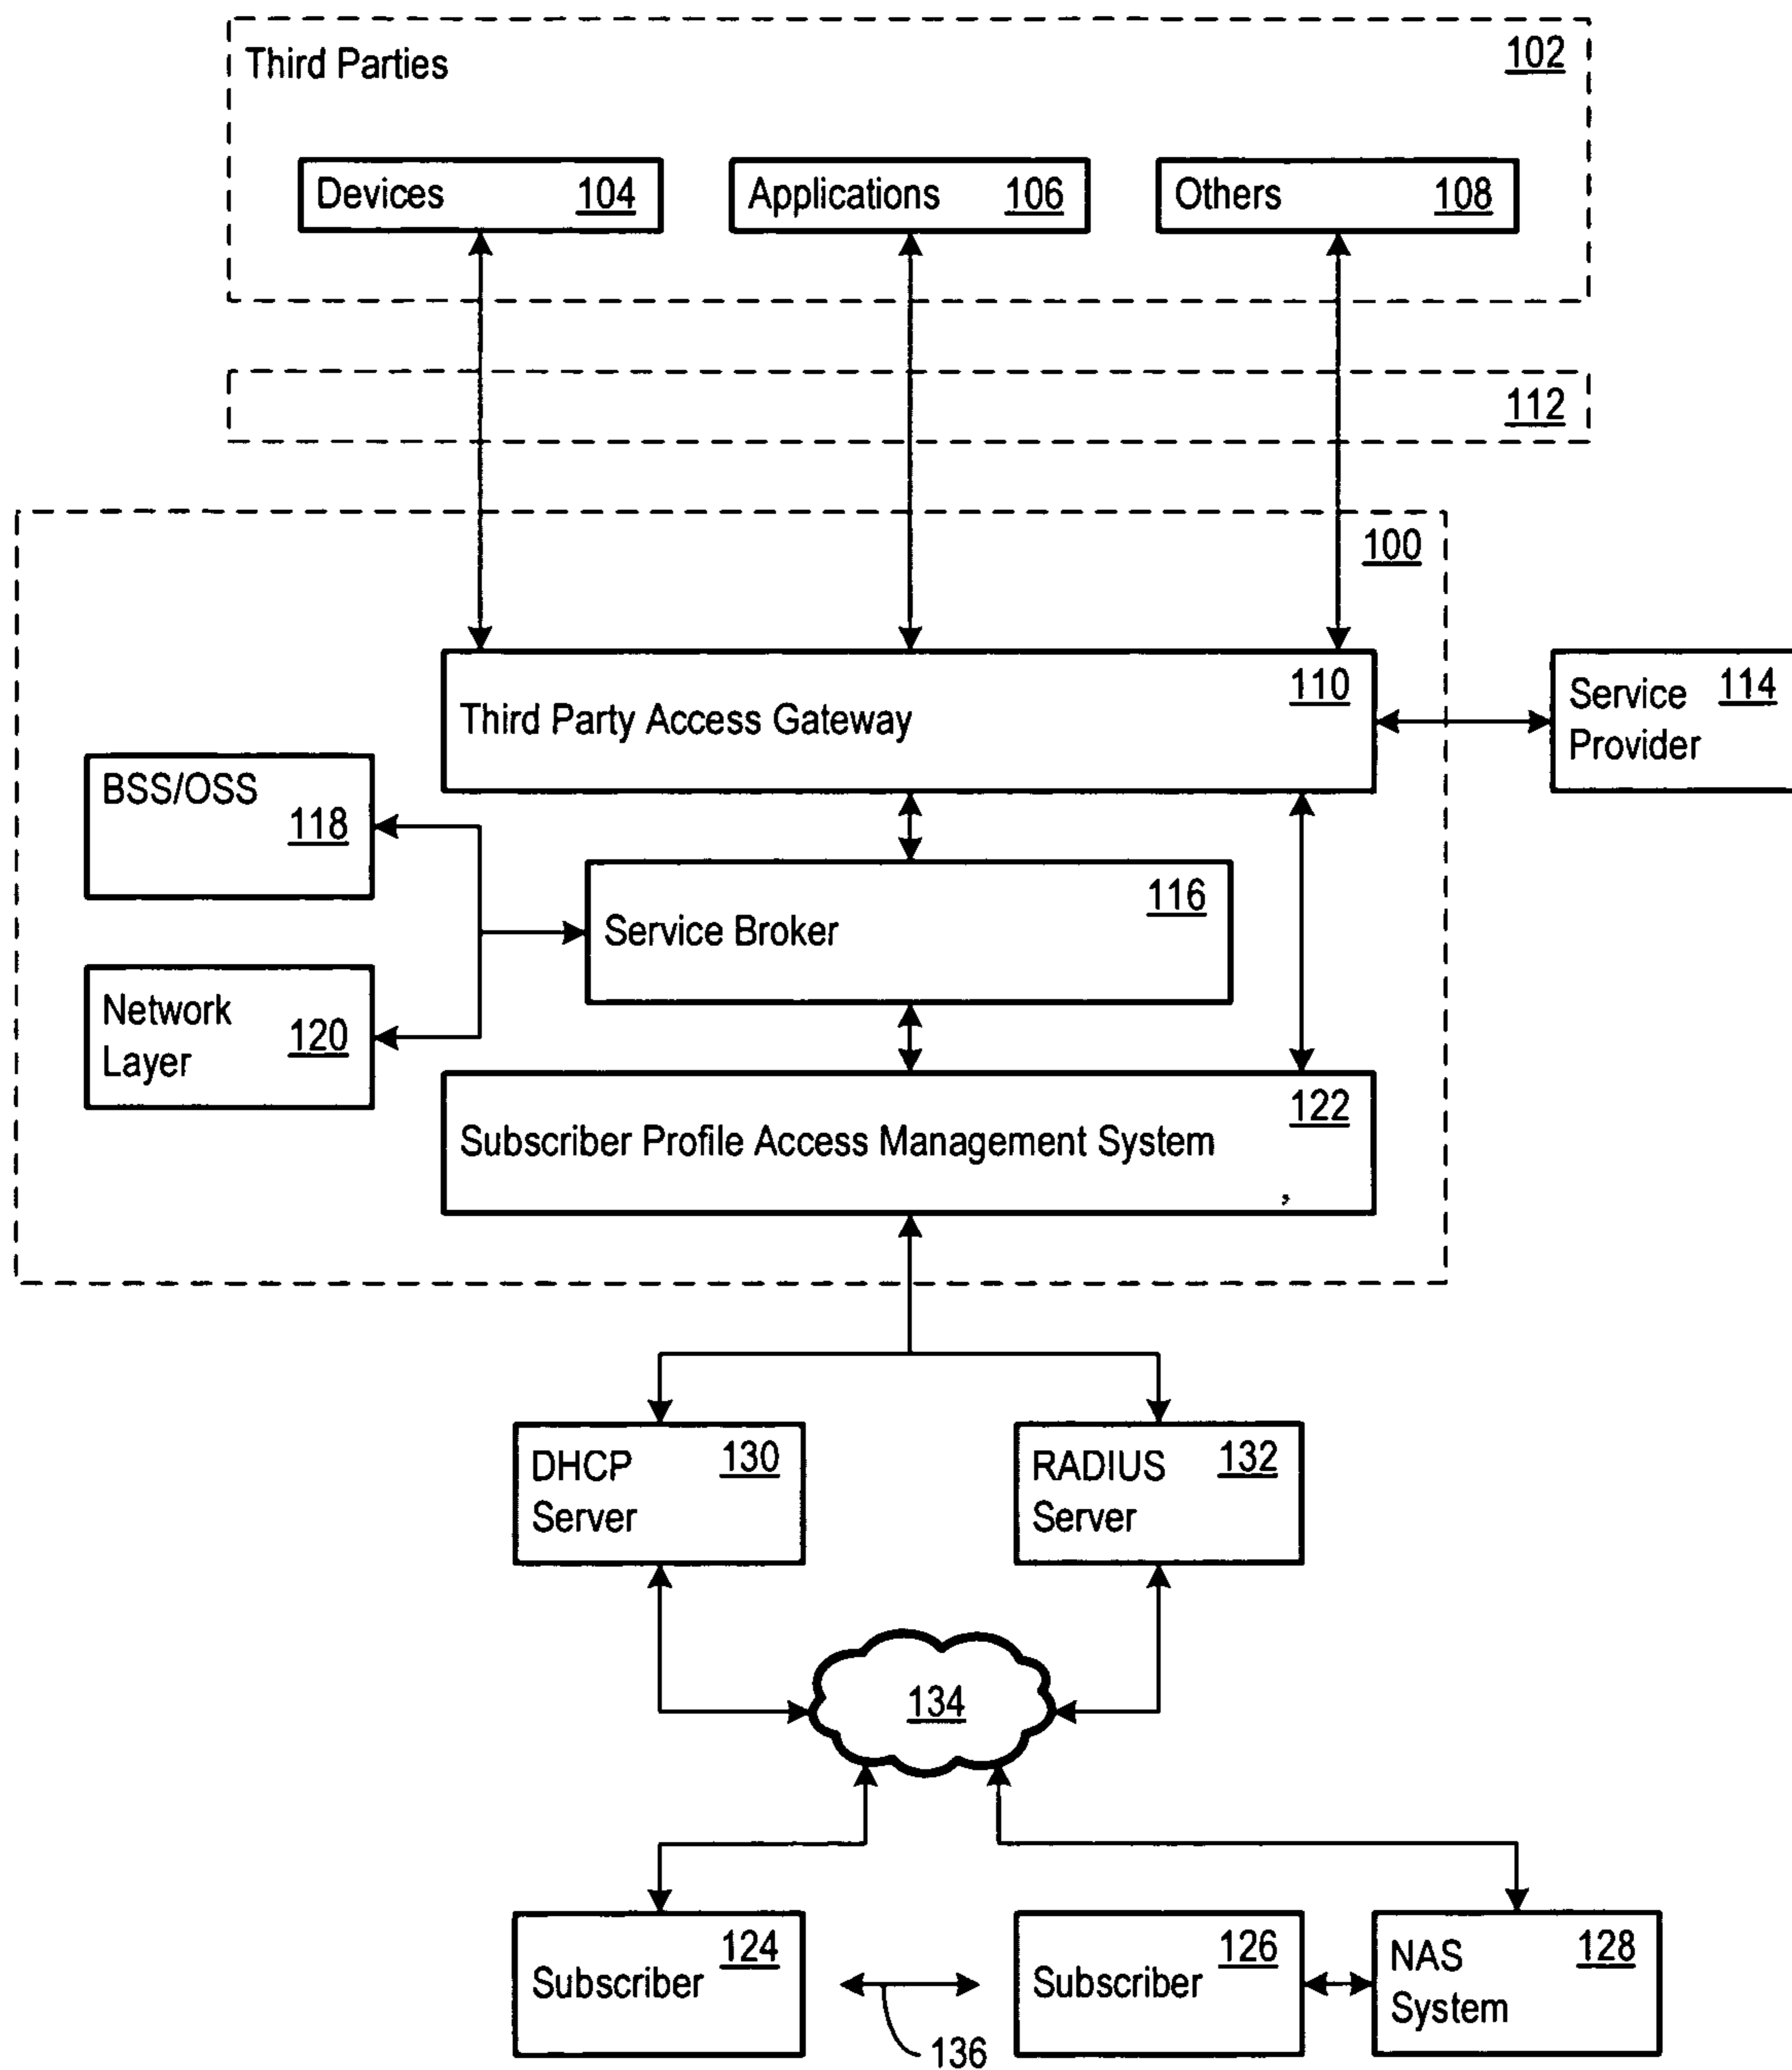 Third Parties 102
Devices 104
Applications 106
Others 108
112
100
110
Third Party Access Gateway
Service 114
Provider
BSS/OSS
118
116
Service Broker
Network
Layer 120
122
Subscriber Profile Access Management System
,
DHCP 130
Server
RADIUS 132
Server
134
124
Subscriber
126
Subscriber
NAS 128
System
136